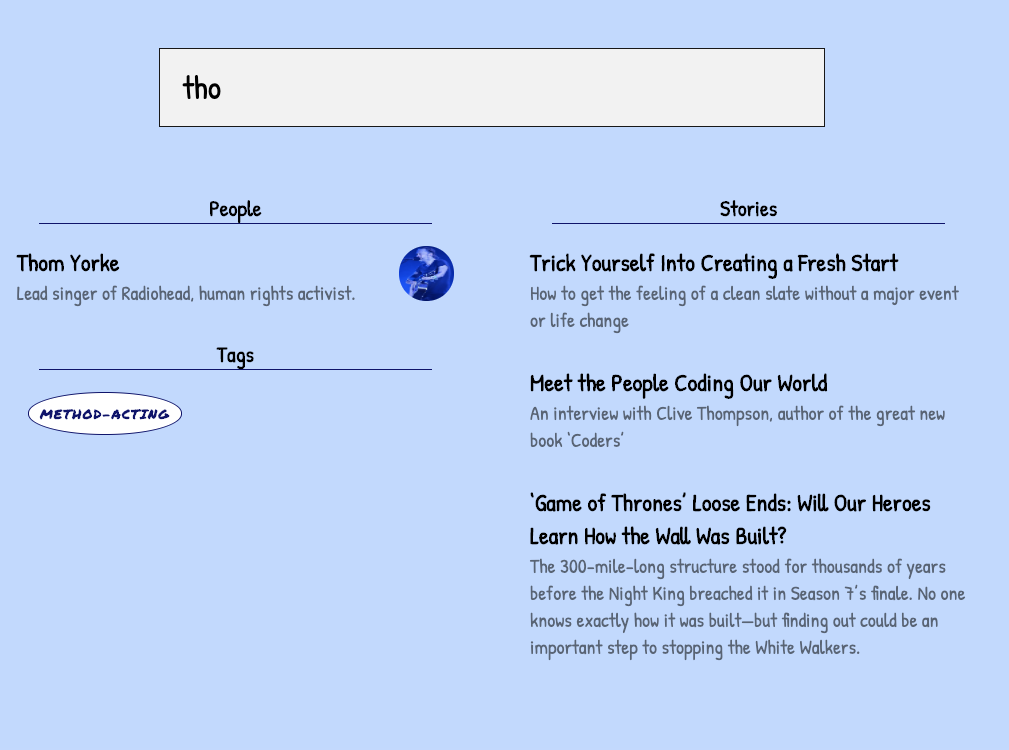 tho
People
Thom Yorke
Lead singer of Radiohead, human rights activist.
Tags
METHOD-ACTING
Stories
Trick Yourself Into Creating a Fresh Start
How to get the feeling of a clean slate without a major event
or life change
Meet the People Coding Our World
An interview with Clive Thompson, author of the great new
book ‘Coders’
‘Game of Thrones’ Loose Ends: Will Our Heroes
Learn How the Wall Was Built?
The 300-mile-long structure stood for thousands of years
before the Night King breached it in Season 7’s finale. No one
knows exactly how it was built—but finding out could be an
important step to stopping the White Walkers.